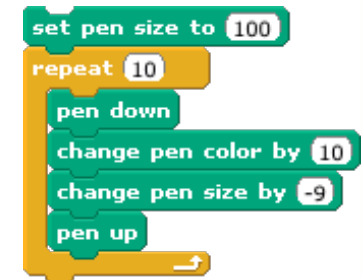 set pen size to 100
repeat 10
pen down
change pen color by 10
change pen size by -9
pen up